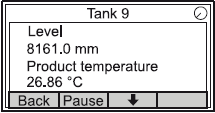 Tank 9
Level
8161.0 mm
Product temperature
26.86 °C
Back Pause